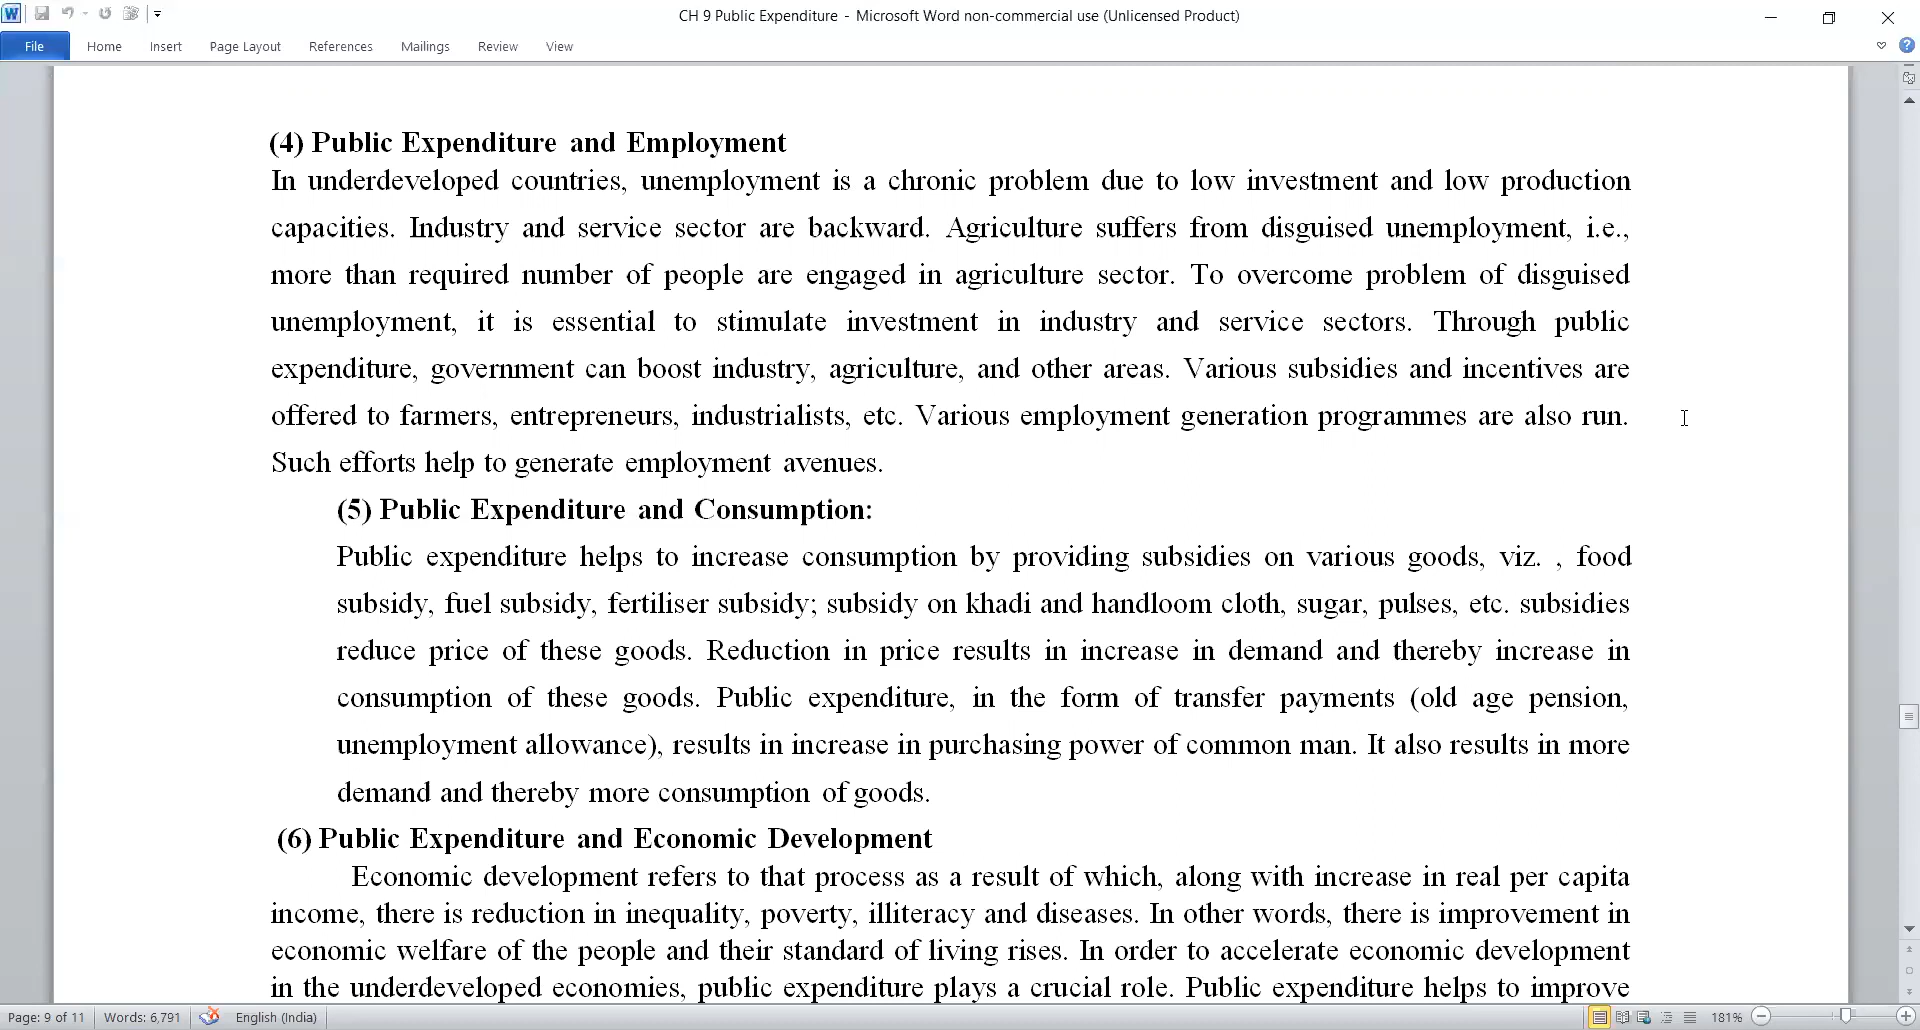 CH 9 Public Expenditure - Microsoft Word non-commercial use (Unlicensed Product)
File Home Insert Page Layout References Mailings Review View
(4) Public Expenditure and Employment
In underdeveloped countries, unemployment is a chronic problem due to low investment and low production
capacities. Industry and service sector are backward. Agriculture suffers from disguised unemployment, i.e.,
more than required number of people are engaged in agriculture sector. To overcome problem of disguised
unemployment, it is essential to stimulate investment in industry and service sectors. Through public
expenditure, government can boost industry, agriculture, and other areas. Various subsidies and incentives are
offered to farmers, entrepreneurs, industrialists, etc. Various employment generation programmes are also run.
Such efforts help to generate employment avenues.
(5) Public Expenditure and Consumption:
Public expenditure helps to increase consumption by providing subsidies on various goods, viz. , food
subsidy, fuel subsidy, fertiliser subsidy; subsidy on khadi and handloom cloth, sugar, pulses, etc. subsidies
reduce price of these goods. Reduction in price results in increase in demand and thereby increase in
consumption of these goods. Public expenditure, in the form of transfer payments (old age pension,
unemployment allowance), results in increase in purchasing power of common man. It also results in more
demand and thereby more consumption of goods.
(6) Public Expenditure and Economic Development
Economic development refers to that process as a result of which, along with increase in real per capita
income, there is reduction in inequality, poverty, illiteracy and diseases. In other words, there is improvement in
economic welfare of the people and their standard of living rises. In order to accelerate economic development
in the underdeveloped economies, public expenditure plays a crucial role. Public expenditure helps to improve
Page: 9 of 11 Words: 6,791 English (India) 181%